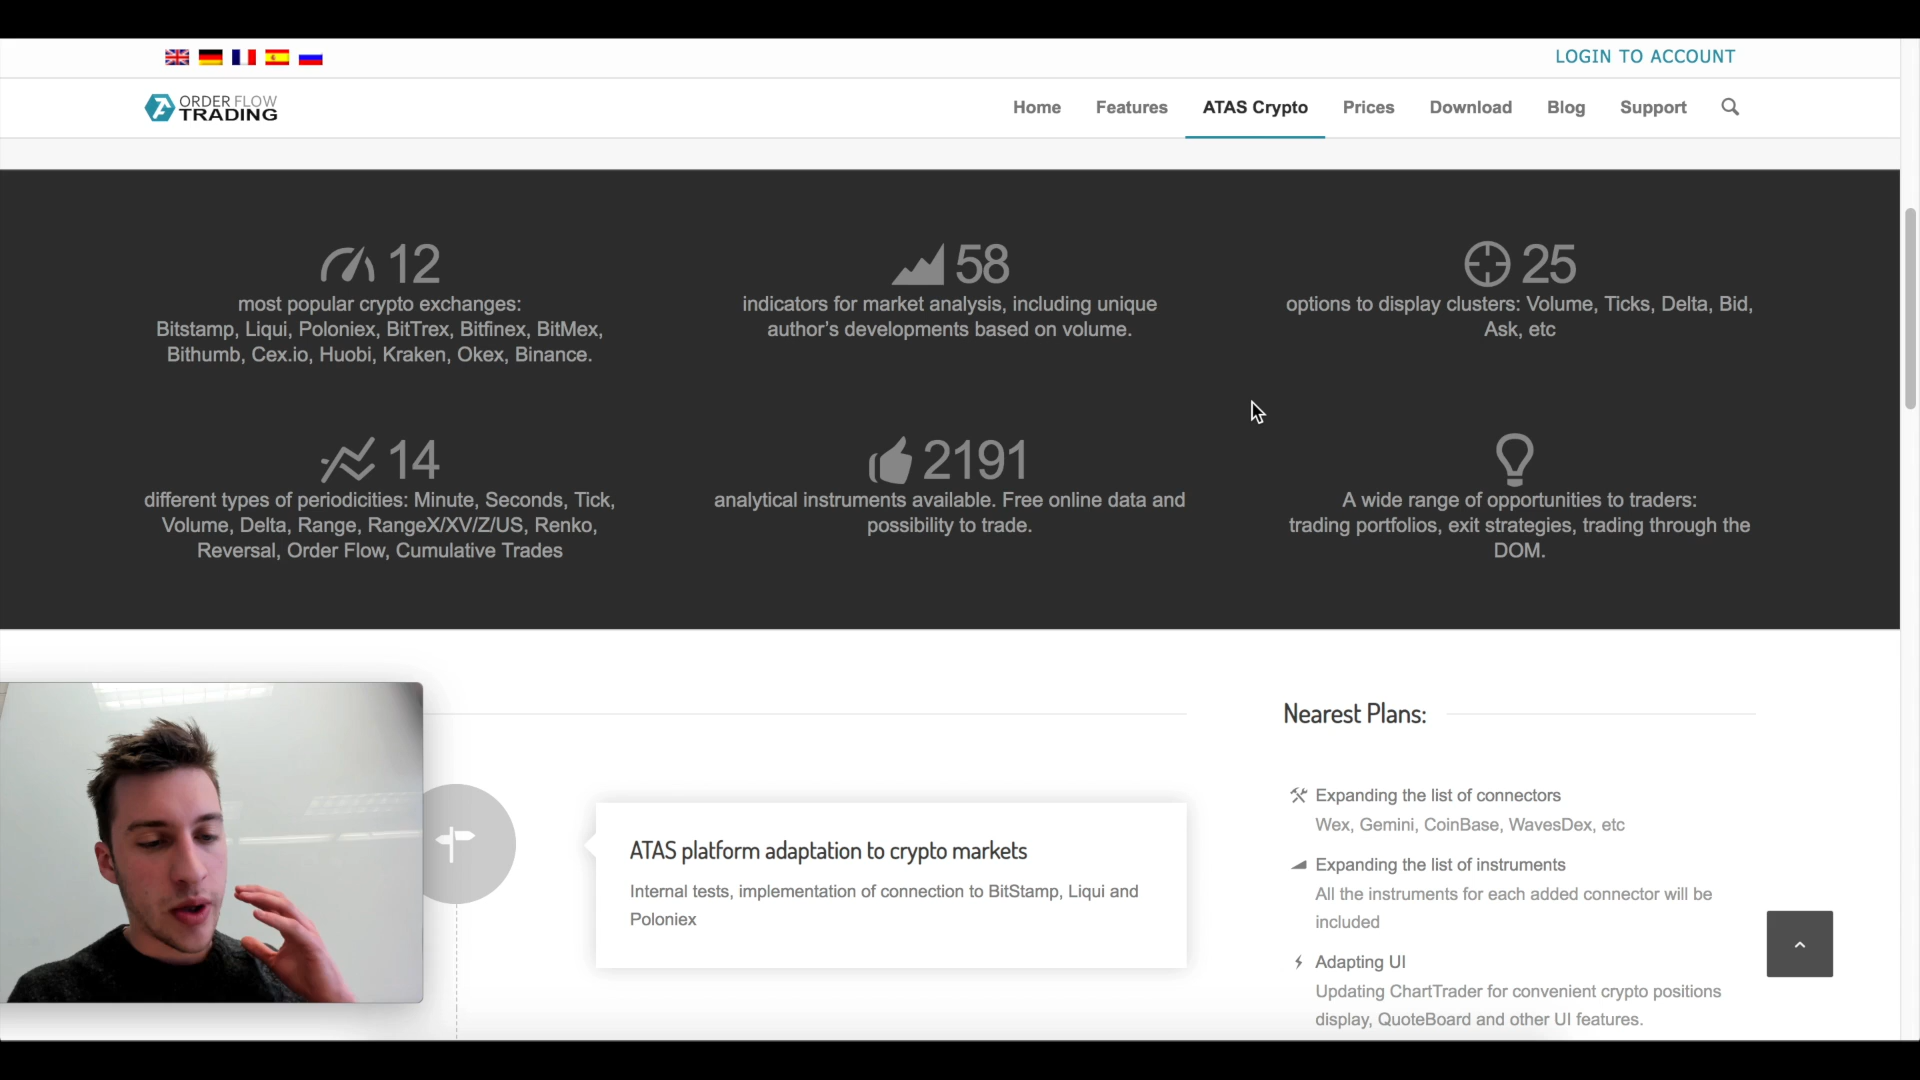 LOGIN TO ACCOUNT
ORDER FLOW
TRADING
Home Features ATAS Crypto Prices Download Blog Support
12
most popular crypto exchanges:
Bitstamp, Liqui, Poloniex, BitTrex, Bitfinex, BitMex,
Bithumb, Cex.io, Huobi, Kraken, Okex, Binance.
58
indicators for market analysis, including unique
author’s developments based on volume.
25
options to display clusters: Volume, Ticks, Delta, Bid,
Ask, etc
14
different types of periodicities: Minute, Seconds, Tick,
Volume, Delta, Range, RangeX/XV/Z/US, Renko,
Reversal, Order Flow, Cumulative Trades
2191
analytical instruments available. Free online data and
possibility to trade.
A wide range of opportunities to traders:
trading portfolios, exit strategies, trading through the
DOM.
ATAS platform adaptation to crypto markets
Internal tests, implementation of connection to BitStamp, Liqui and
Poloniex
Nearest Plans:
Expanding the list of connectors
Wex, Gemini, CoinBase, WavesDex, etc
Expanding the list of instruments
All the instruments for each added connector will be
included
Adapting UI
Updating ChartTrader for convenient crypto positions
display, QuoteBoard and other UI features.